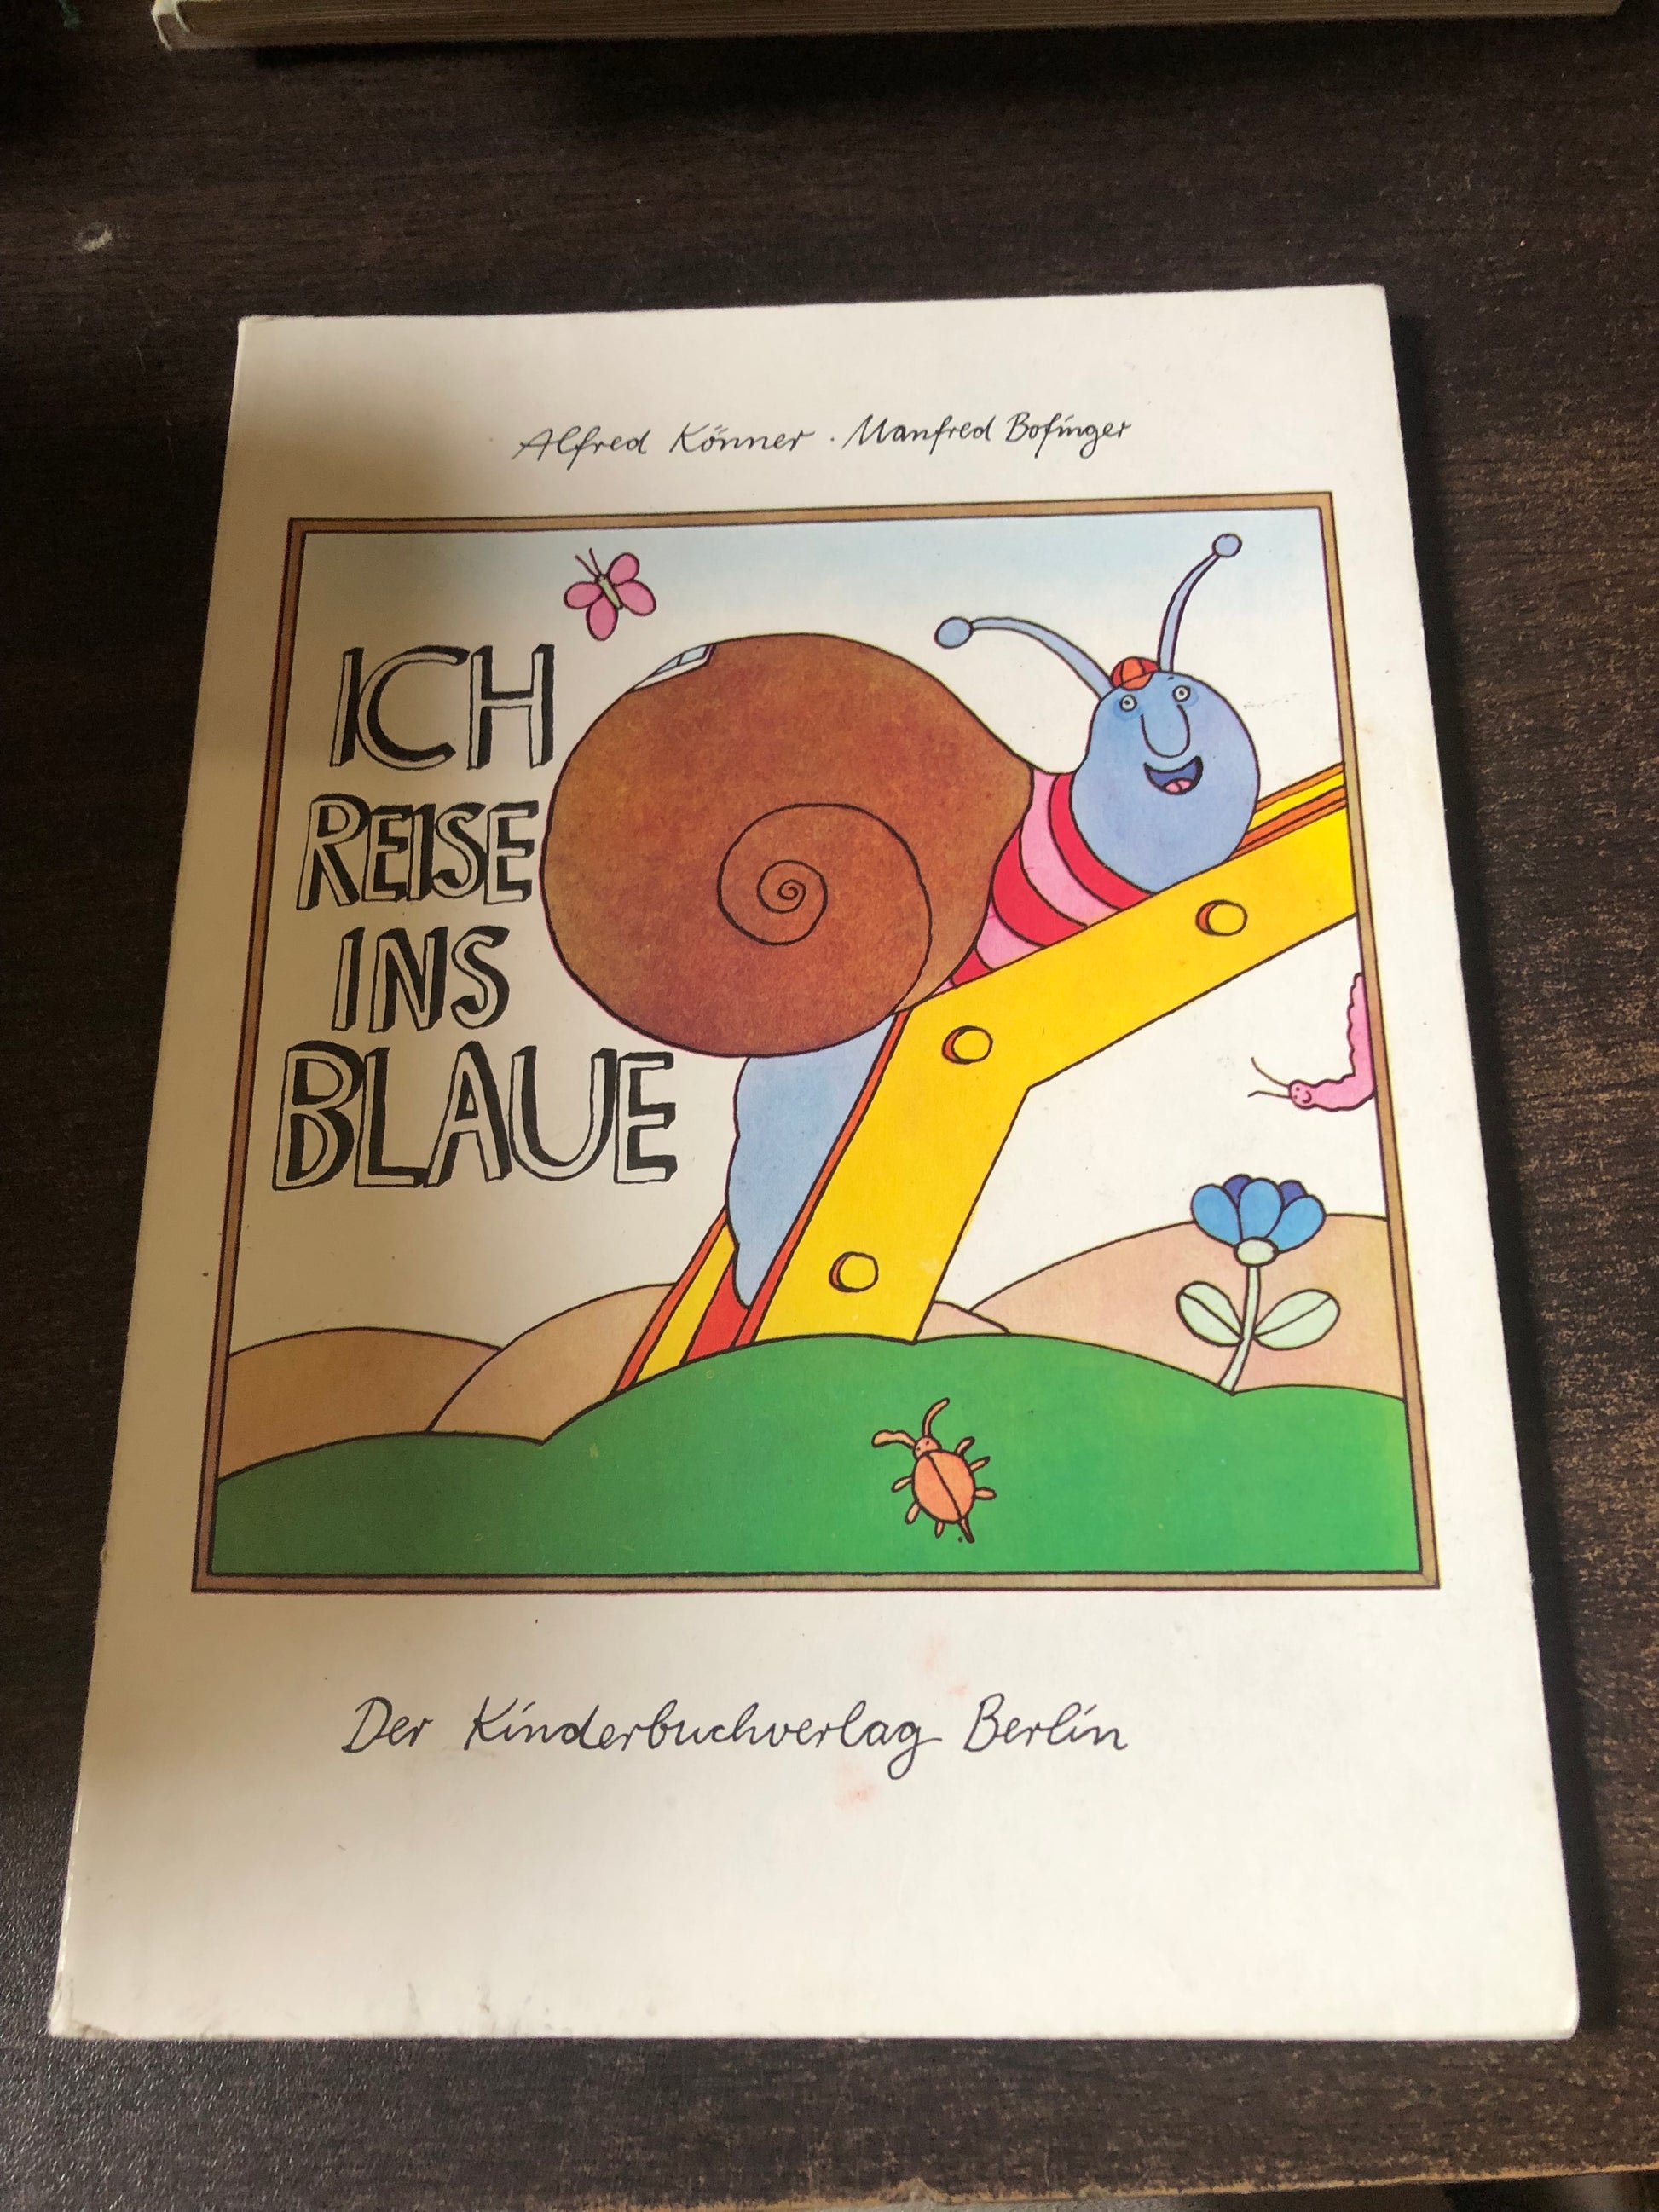 Alfred Könner · Manfred Bofinger
ICH
REISE
INS
BLAUE
Der Kinderbuchverlag Berlin